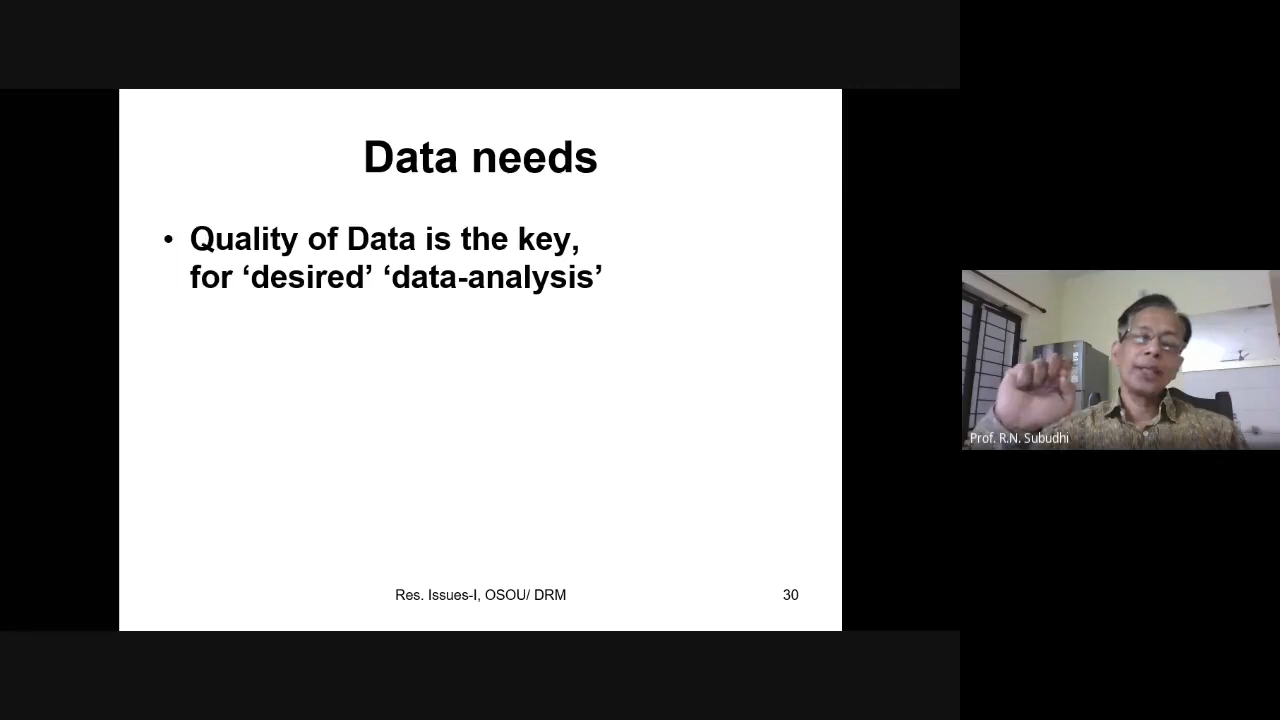 Data needs
• Quality of Data is the key,
for ‘desired’ ‘data-analysis’
Res. Issues-I, OSOU/ DRM
30
Prof. R.N. Subudhi